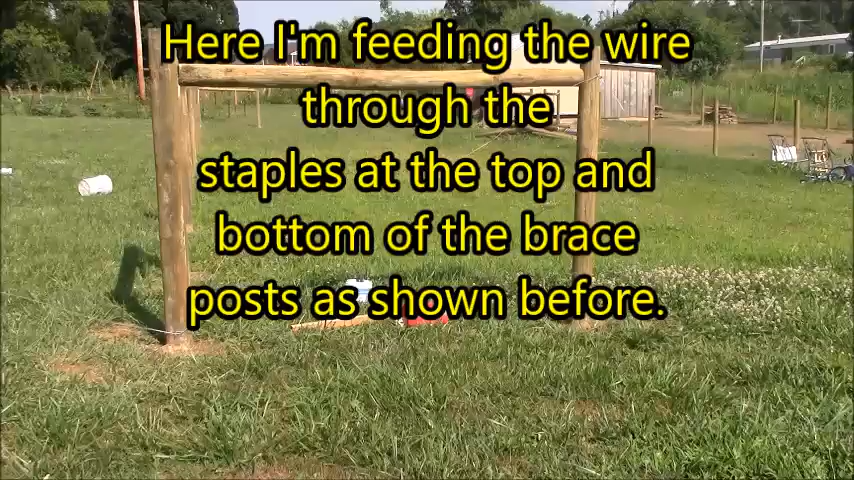 Here I'm feeding the wire
through the
staples at the top and
bottom of the brace
posts as shown before.